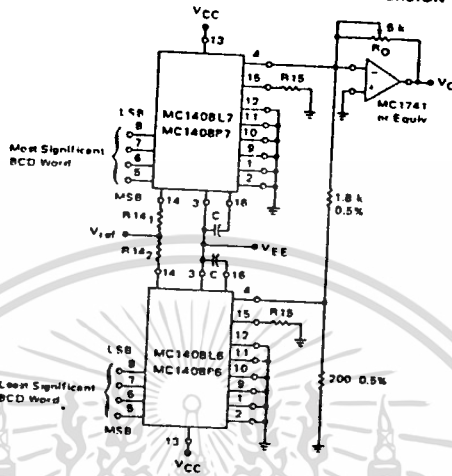 VCC
13
4
15
R15
12
11
10
9
1
2
MC1408L7
MC1408P7
LSB
8
7
6
5
MSB
Most Significant
BCD Word
14
3
16
C
R14₁
Vref
R14₂
VEE
C
14
3
16
6 k
RO
MC1741
or Equiv
VO
1.8 k
0.5%
4
15
R15
12
11
10
9
1
2
MC1408L6
MC1408P6
LSB
8
7
6
5
MSB
Least Significant
BCD Word
13
VCC
200 0.5%